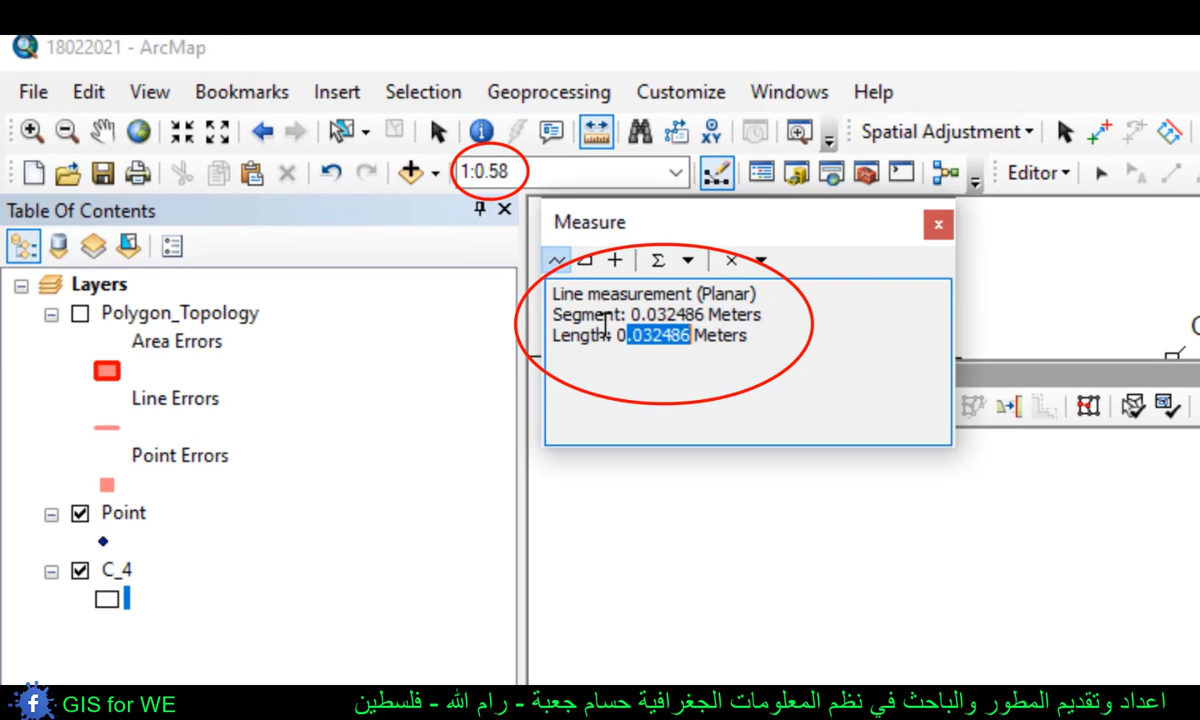 18022021 - ArcMap
File Edit View Bookmarks Insert Selection Geoprocessing Customize Windows Help
Spatial Adjustment
1:0.58
Editor
Table Of Contents
Measure
Layers
Line measurement (Planar)
Segment: 0.032486 Meters
Length: 0.032486 Meters
Polygon_Topology
Area Errors
Line Errors
Point Errors
Point
C_4
GIS for WE
اعداد وتقديم المطور والباحث في نظم المعلومات الجغرافية حسام جعبة - رام الله - فلسطين